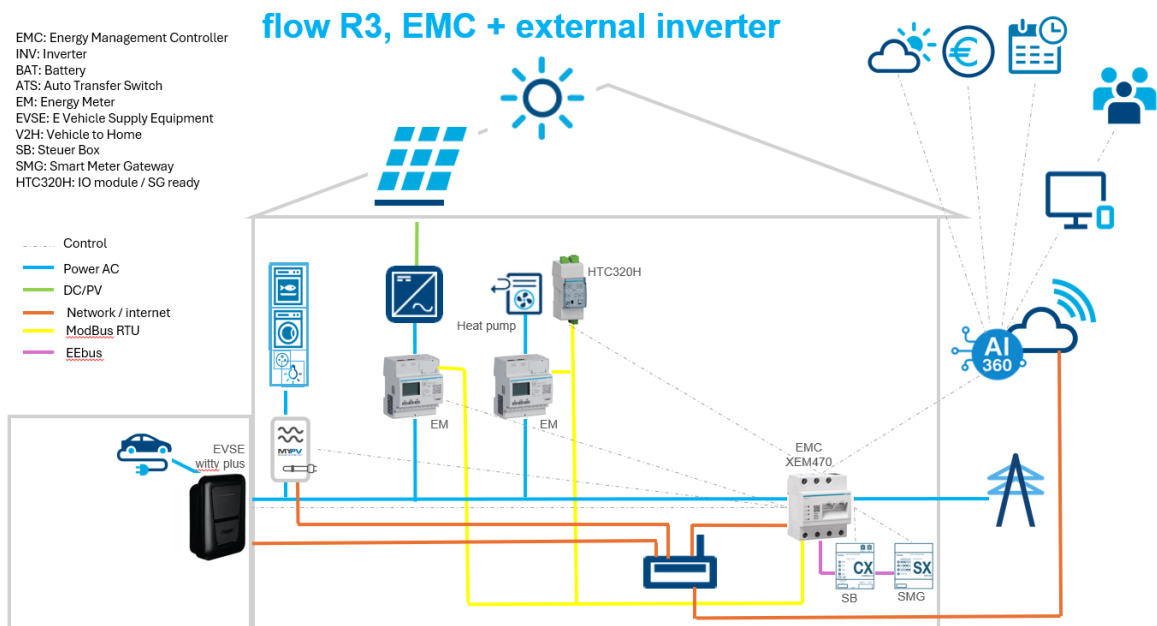 flow R3, EMC + external inverter
EMC: Energy Management Controller
INV: Inverter
BAT: Battery
ATS: Auto Transfer Switch
EM: Energy Meter
EVSE: E Vehicle Supply Equipment
V2H: Vehicle to Home
SB: Steuer Box
SMG: Smart Meter Gateway
HTC320H: IO module / SG ready
Control
Power AC
DC/PV
Network / internet
ModBus RTU
EEbus
HTC320H
Heat pump
AI
360
EM
EM
MYPV
EVSE
witty plus
EMC
XEM470
CX
SX
SB
SMG